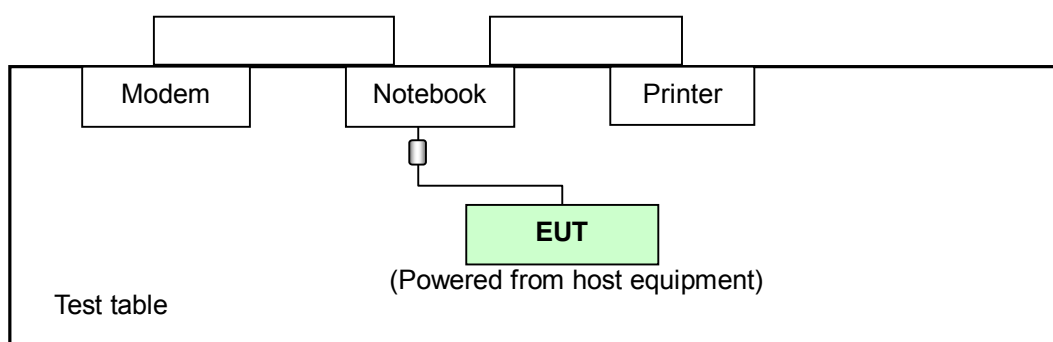 Modem
Notebook
Printer
EUT
(Powered from host equipment)
Test table